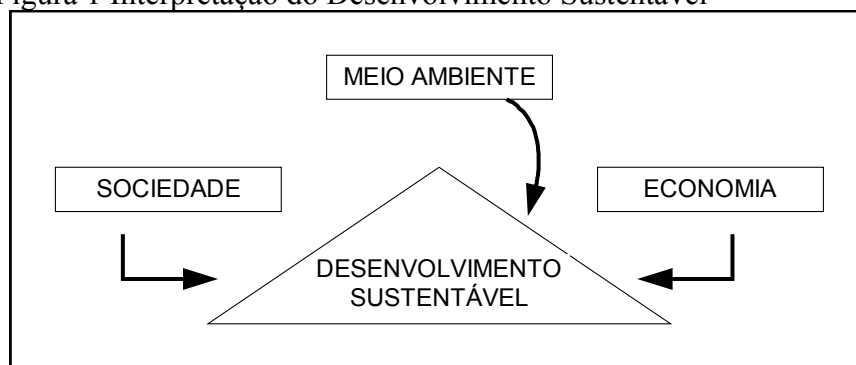 Figura 1 Interpretação do Desenvolvimento Sustentável
MEIO AMBIENTE
SOCIEDADE
ECONOMIA
DESENVOLVIMENTO
SUSTENTÁVEL